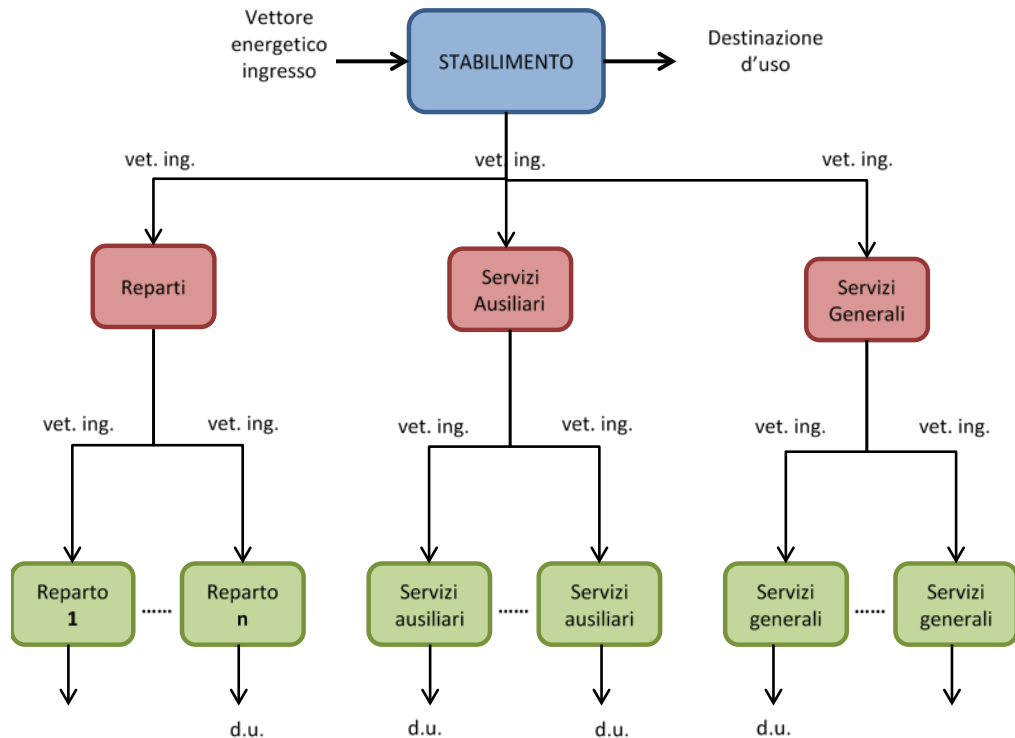 Vettore
energetico
ingresso
STABILIMENTO
Destinazione
d'uso
vet. ing.
vet. ing.
vet. ing.
Reparti
Servizi
Ausiliari
Servizi
Generali
vet. ing.
vet. ing.
vet. ing.
vet. ing.
vet. ing.
vet. ing.
Reparto
1
......
Reparto
n
Servizi
ausiliari
......
Servizi
ausiliari
Servizi
generali
......
Servizi
generali
d.u.
d.u.
d.u.
d.u.